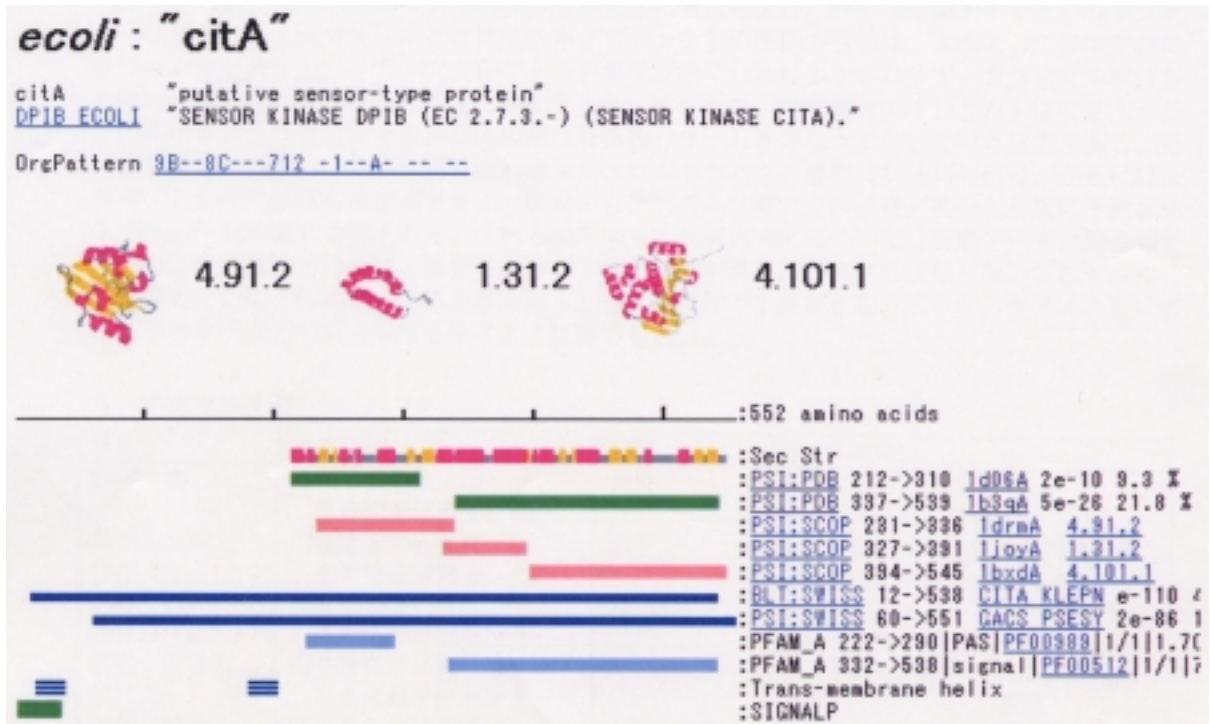 ecoli : "citA"
citA "putative sensor-type protein"
DPIB ECOLI "SENSOR KINASE DPIB (EC 2.7.3.-) (SENSOR KINASE CITA)."
OrgPattern 9B--8C---712 -1--A- -- --
4.91.2 1.31.2 4.101.1
:552 amino acids
:Sec Str
:PSI:PDB 212->310 1d06A 2e-10 9.3 %
:PSI:PDB 337->539 1b3qA 5e-26 21.8 %
:PSI:SCOP 231->336 1drmA 4.91.2
:PSI:SCOP 327->391 1joyA 1.31.2
:PSI:SCOP 394->545 1bxdA 4.101.1
:BLT:SWISS 12->538 CITA KLEPN e-110
:PSI:SWISS 60->551 GACS PSESY 2e-86 1
:PFAM_A 222->290|PAS|PF00989|1/1|1.70
:PFAM_A 332->538|signal|PF00512|1/1|
:Trans-membrane helix
:SIGNALP